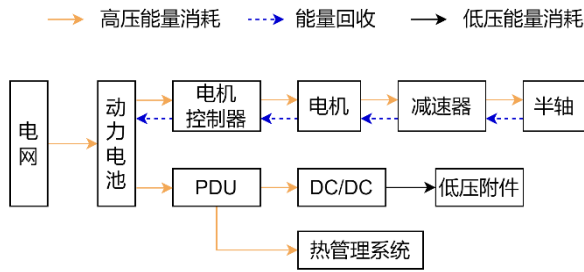 高压能量消耗 能量回收 低压能量消耗
电网
动力电池
电机
控制器
电机
减速器
半轴
PDU
DC/DC
低压附件
热管理系统